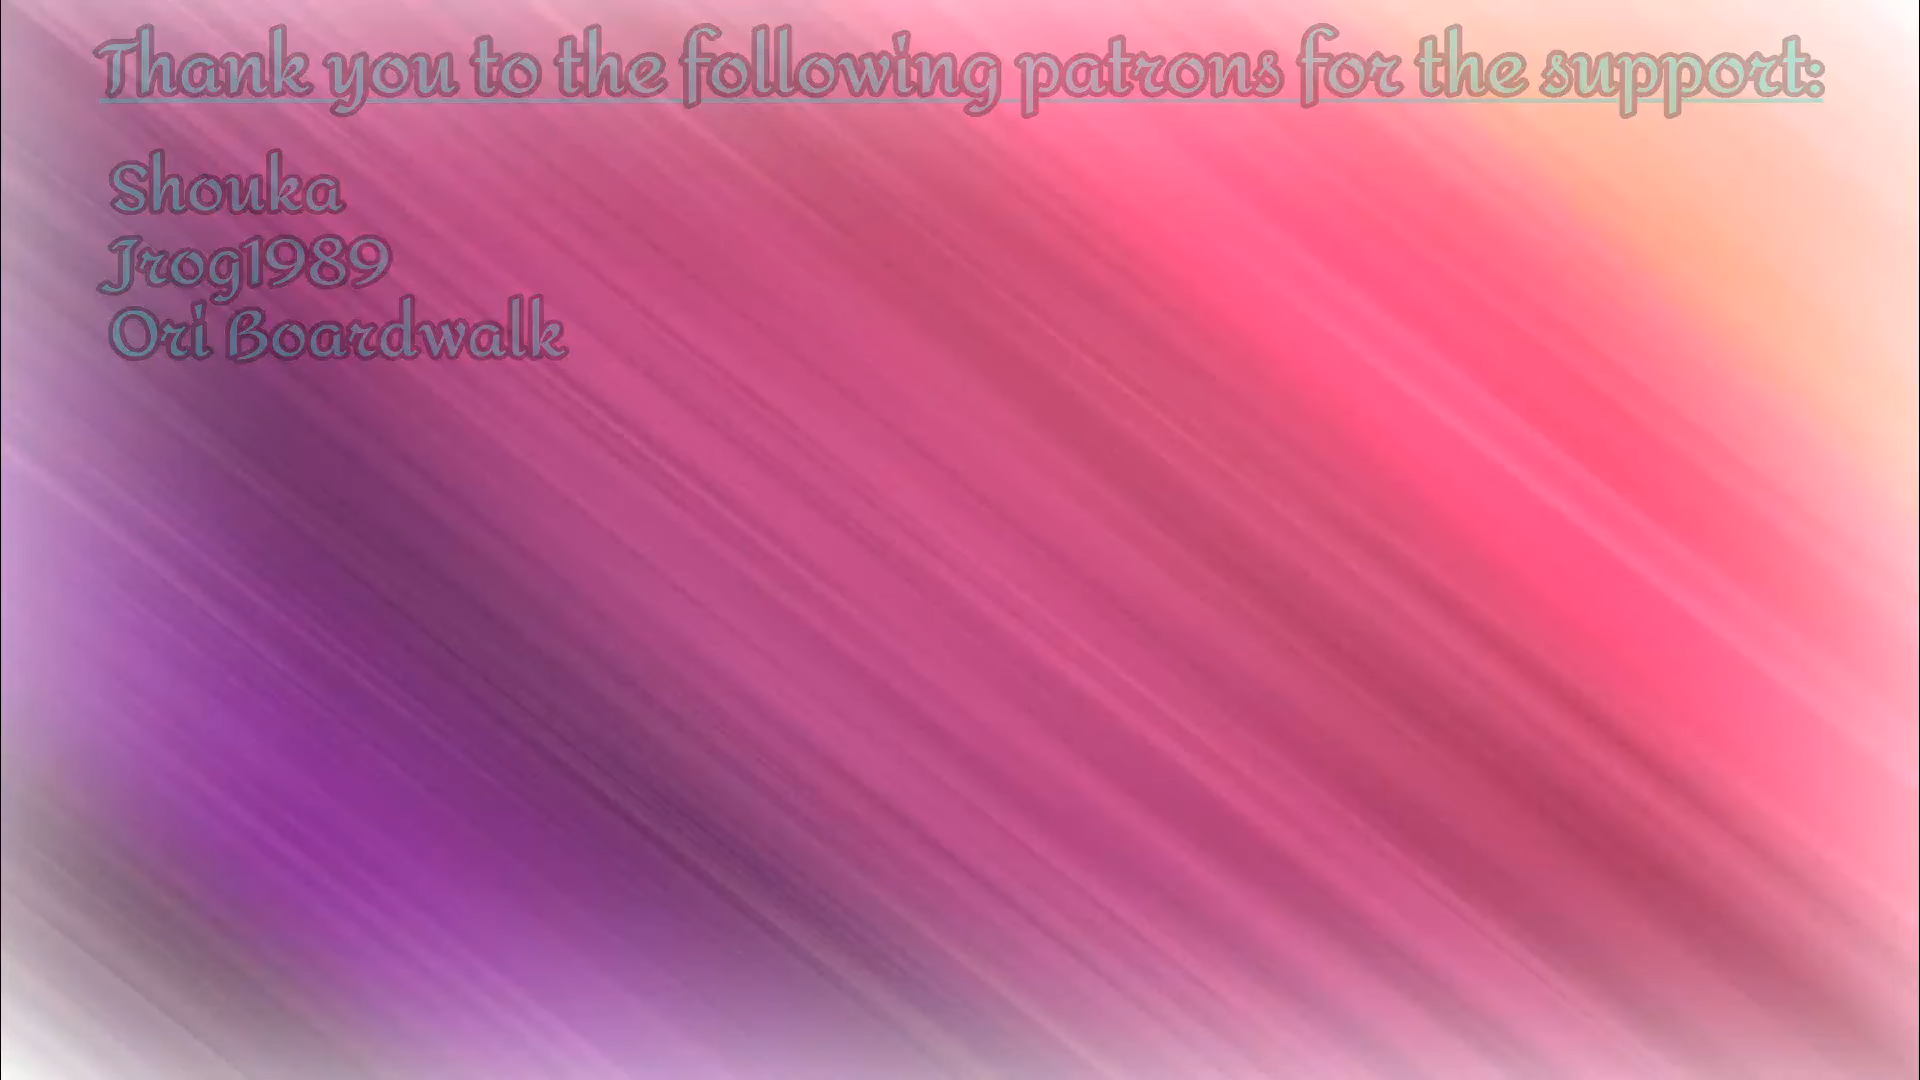 Thank you to the following patrons for the support:
Shouka
Jrog1989
Ori Boardwalk